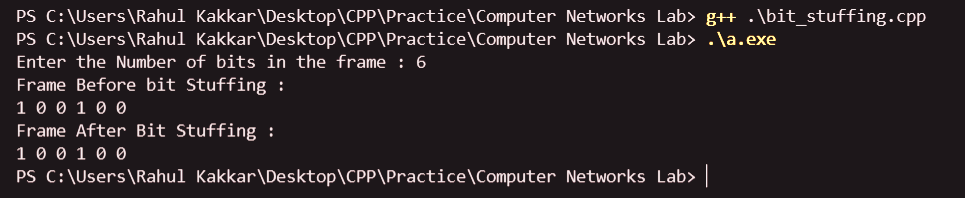 PS C:\Users\Rahul Kakkar\Desktop\CPP\Practice\Computer Networks Lab> g++ .\bit_stuffing.cpp
PS C:\Users\Rahul Kakkar\Desktop\CPP\Practice\Computer Networks Lab> .\a.exe
Enter the Number of bits in the frame : 6
Frame Before bit Stuffing :
1 0 0 1 0 0
Frame After Bit Stuffing :
1 0 0 1 0 0
PS C:\Users\Rahul Kakkar\Desktop\CPP\Practice\Computer Networks Lab>